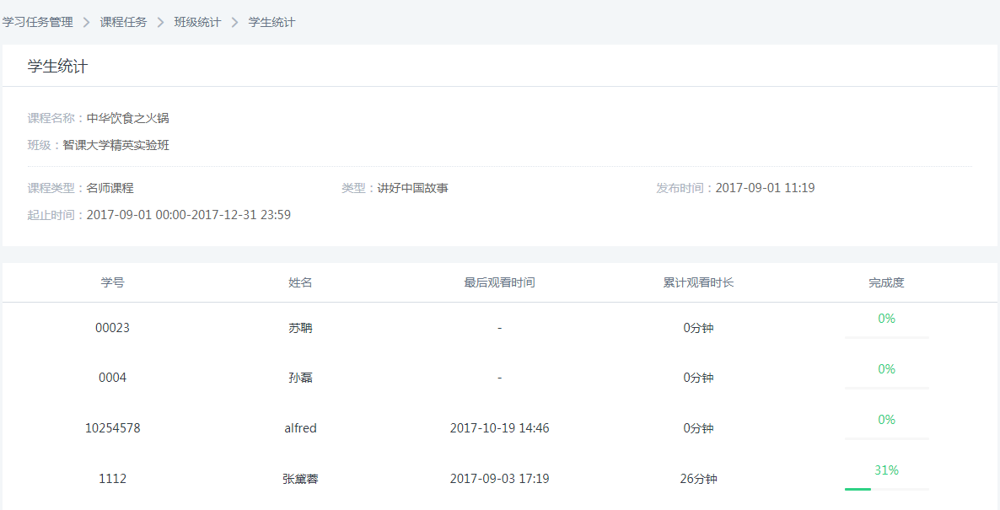 学习任务管理 > 课程任务 > 班级统计 > 学生统计
学生统计
课程名称：中华饮食之火锅
班级：智课大学精英实验班
课程类型：名师课程 类型：讲好中国故事 发布时间：2017-09-01 11:19
起止时间：2017-09-01 00:00-2017-12-31 23:59
学号 姓名 最后观看时间 累计观看时长 完成度
00023 苏聃 - 0分钟 0%
0004 孙磊 - 0分钟 0%
10254578 alfred 2017-10-19 14:46 0分钟 0%
1112 张黛蓉 2017-09-03 17:19 26分钟 31%